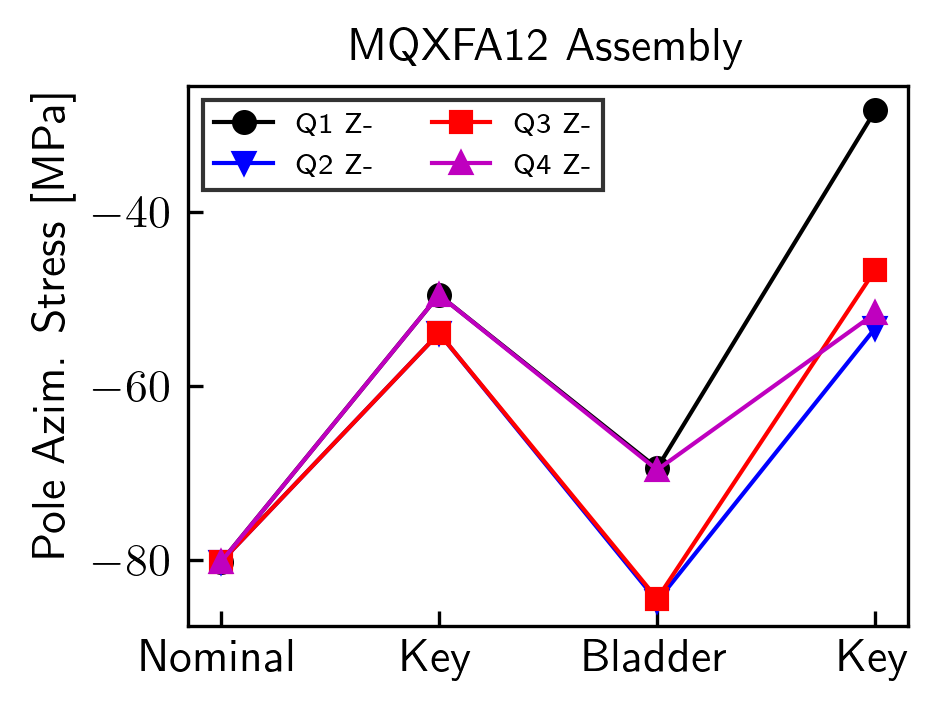 MQXFA12 Assembly
Pole Azim. Stress [MPa]
Q1 Z-
Q2 Z-
Q3 Z-
Q4 Z-
−40
−60
−80
Nominal Key Bladder Key